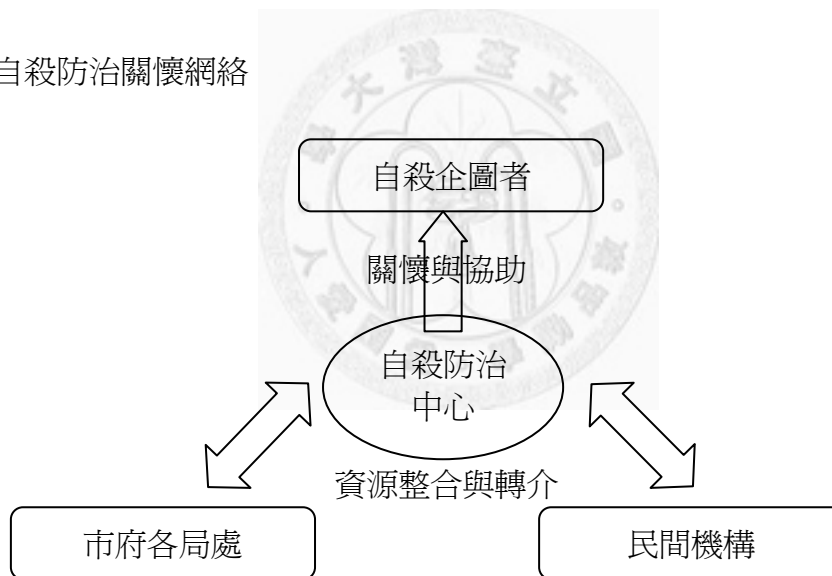 自殺防治關懷網絡
自殺企圖者
關懷與協助
自殺防治
中心
資源整合與轉介
市府各局處
民間機構